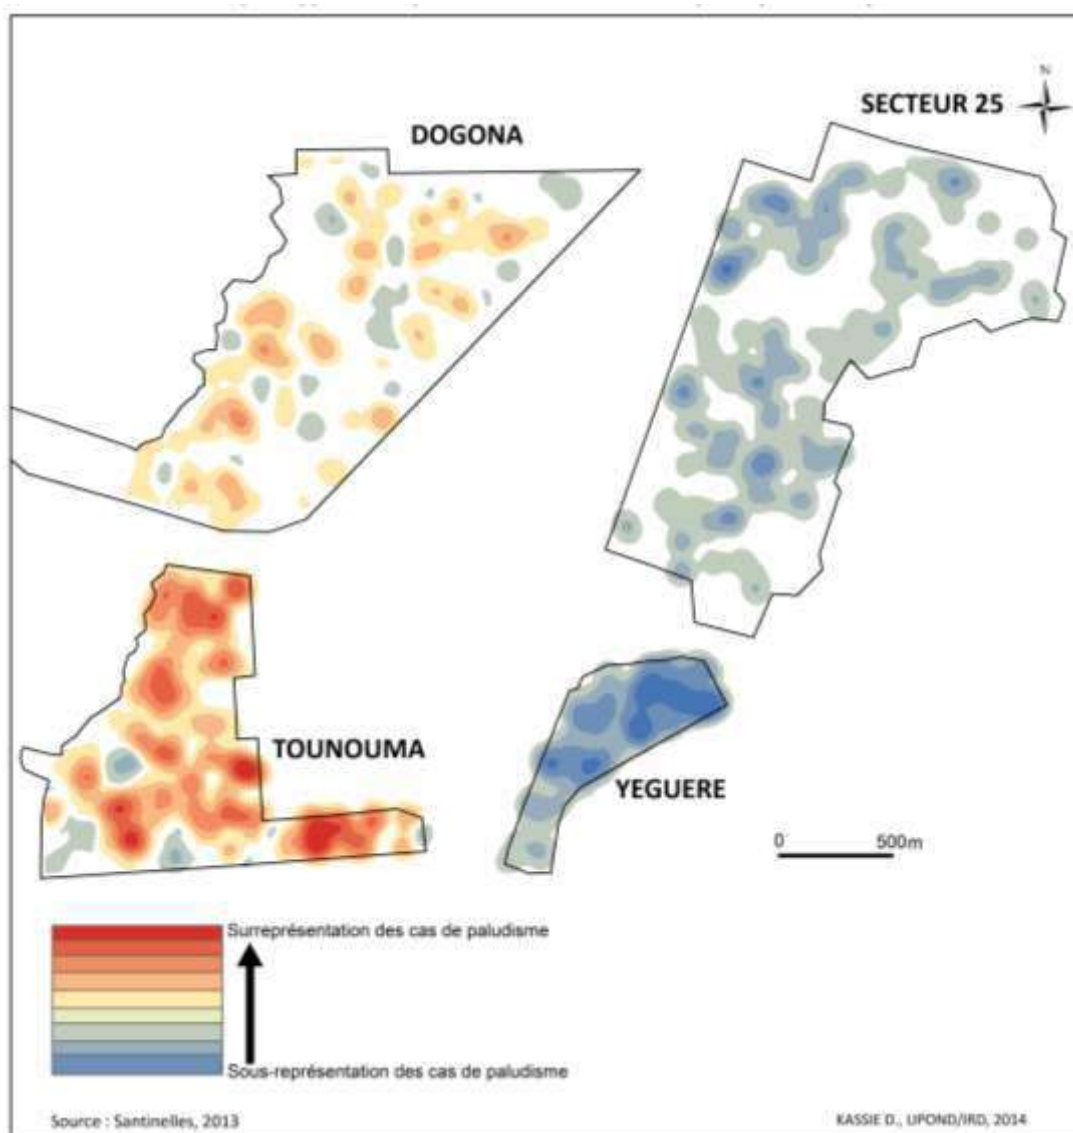 N
SECTEUR 25
DOGONA
TOUNOUMA
YEGUERE
0 500m
Surreprésentation des cas de paludisme
Sous-représentation des cas de paludisme
Source : Santinelles, 2013
KASSIE D., UPOND/IRD, 2014